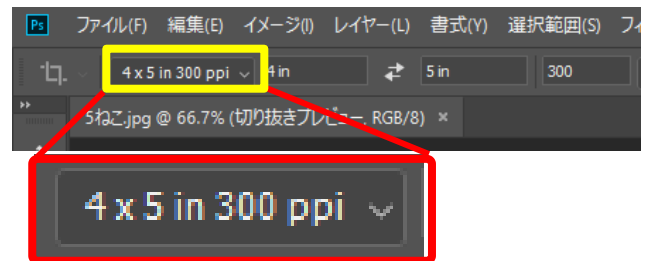 Ps ファイル(F) 編集(E) イメージ(I) レイヤー(L) 書式(Y) 選択範囲(S)
4 x 5 in 300 ppi 4 in 5 in 300
5ねこ.jpg @ 66.7% (切り抜きプレビュー, RGB/8) ×
4 x 5 in 300 ppi